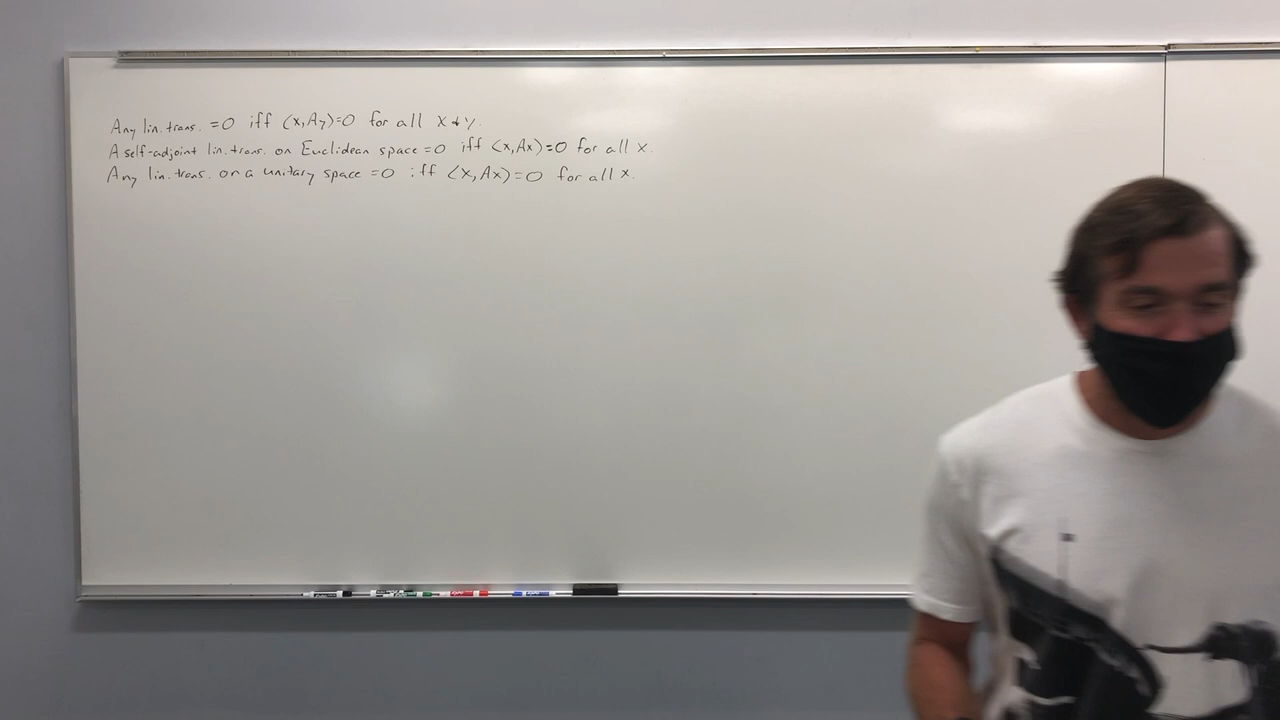 Any lin. trans. =0 iff (x,Ay)=0 for all x & y.
A self-adjoint lin. trans. on Euclidean space =0 iff (x,Ax)=0 for all x.
Any lin. trans. on a unitary space =0 iff (x,Ax)=0 for all x.